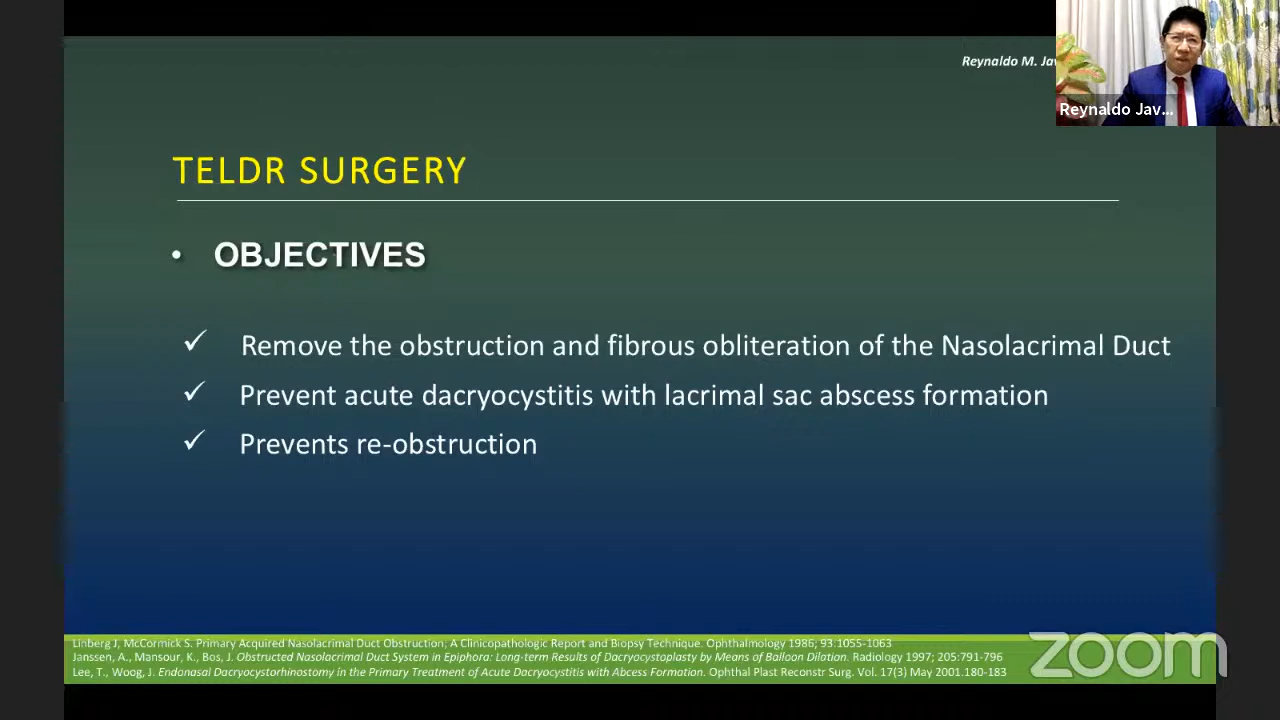 Reynaldo M.
Reynaldo Jav...
TELDR SURGERY
• OBJECTIVES
✓ Remove the obstruction and fibrous obliteration of the Nasolacrimal Duct
✓ Prevent acute dacryocystitis with lacrimal sac abscess formation
✓ Prevents re-obstruction
Linberg J, McCormick S. Primary Acquired Nasolacrimal Duct Obstruction; A Clinicopathologic Report and Biopsy Technique. Ophthalmology 1986; 93:1055-1063
Janssen, A., Mansour, K., Bos, J. Obstructed Nasolacrimal Duct System in Epiphora: Long-term Results of Dacryocystoplasty by Means of Balloon Dilation. Radiology 1997; 205:791-796
Lee, T., Woog, J. Endonasal Dacryocystorhinostomy in the Primary Treatment of Acute Dacryocystitis with Abcess Formation. Ophthal Plast Reconstr Surg. Vol. 17(3) May 2001.180-183
zoom